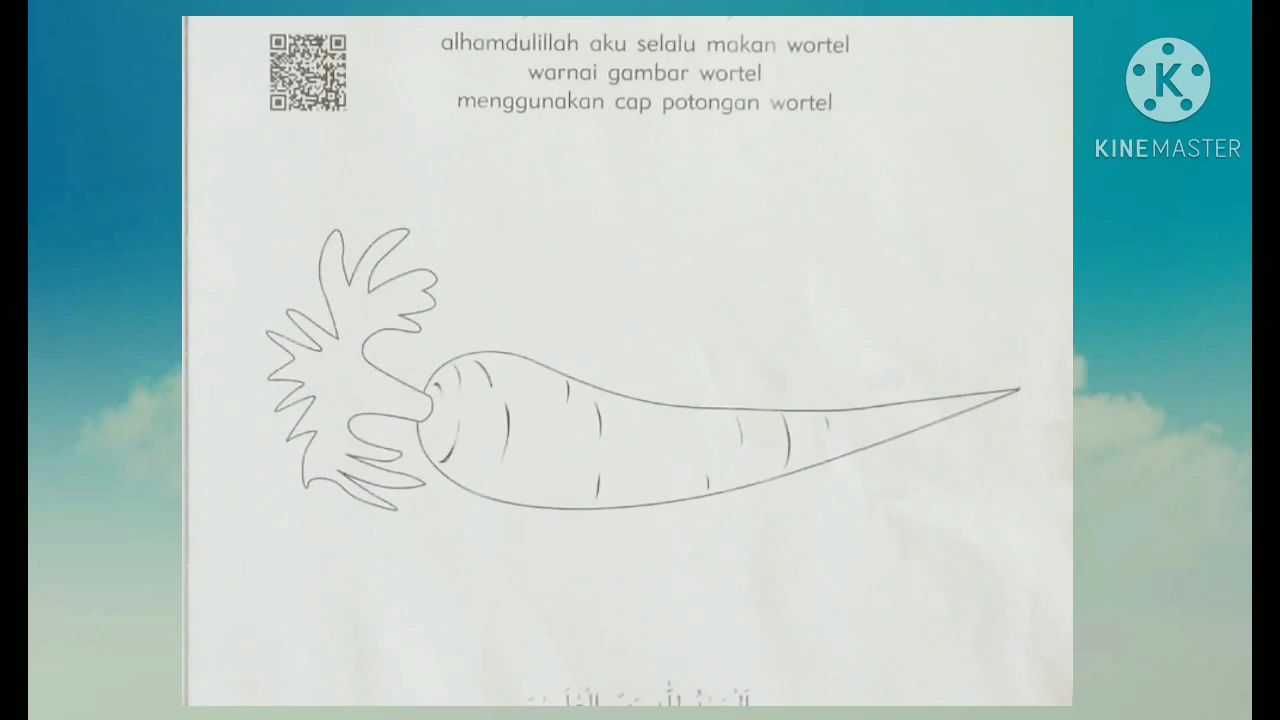 alhamdulillah aku selalu makan wortel
warnai gambar wortel
menggunakan cap potongan wortel
KINEMASTER